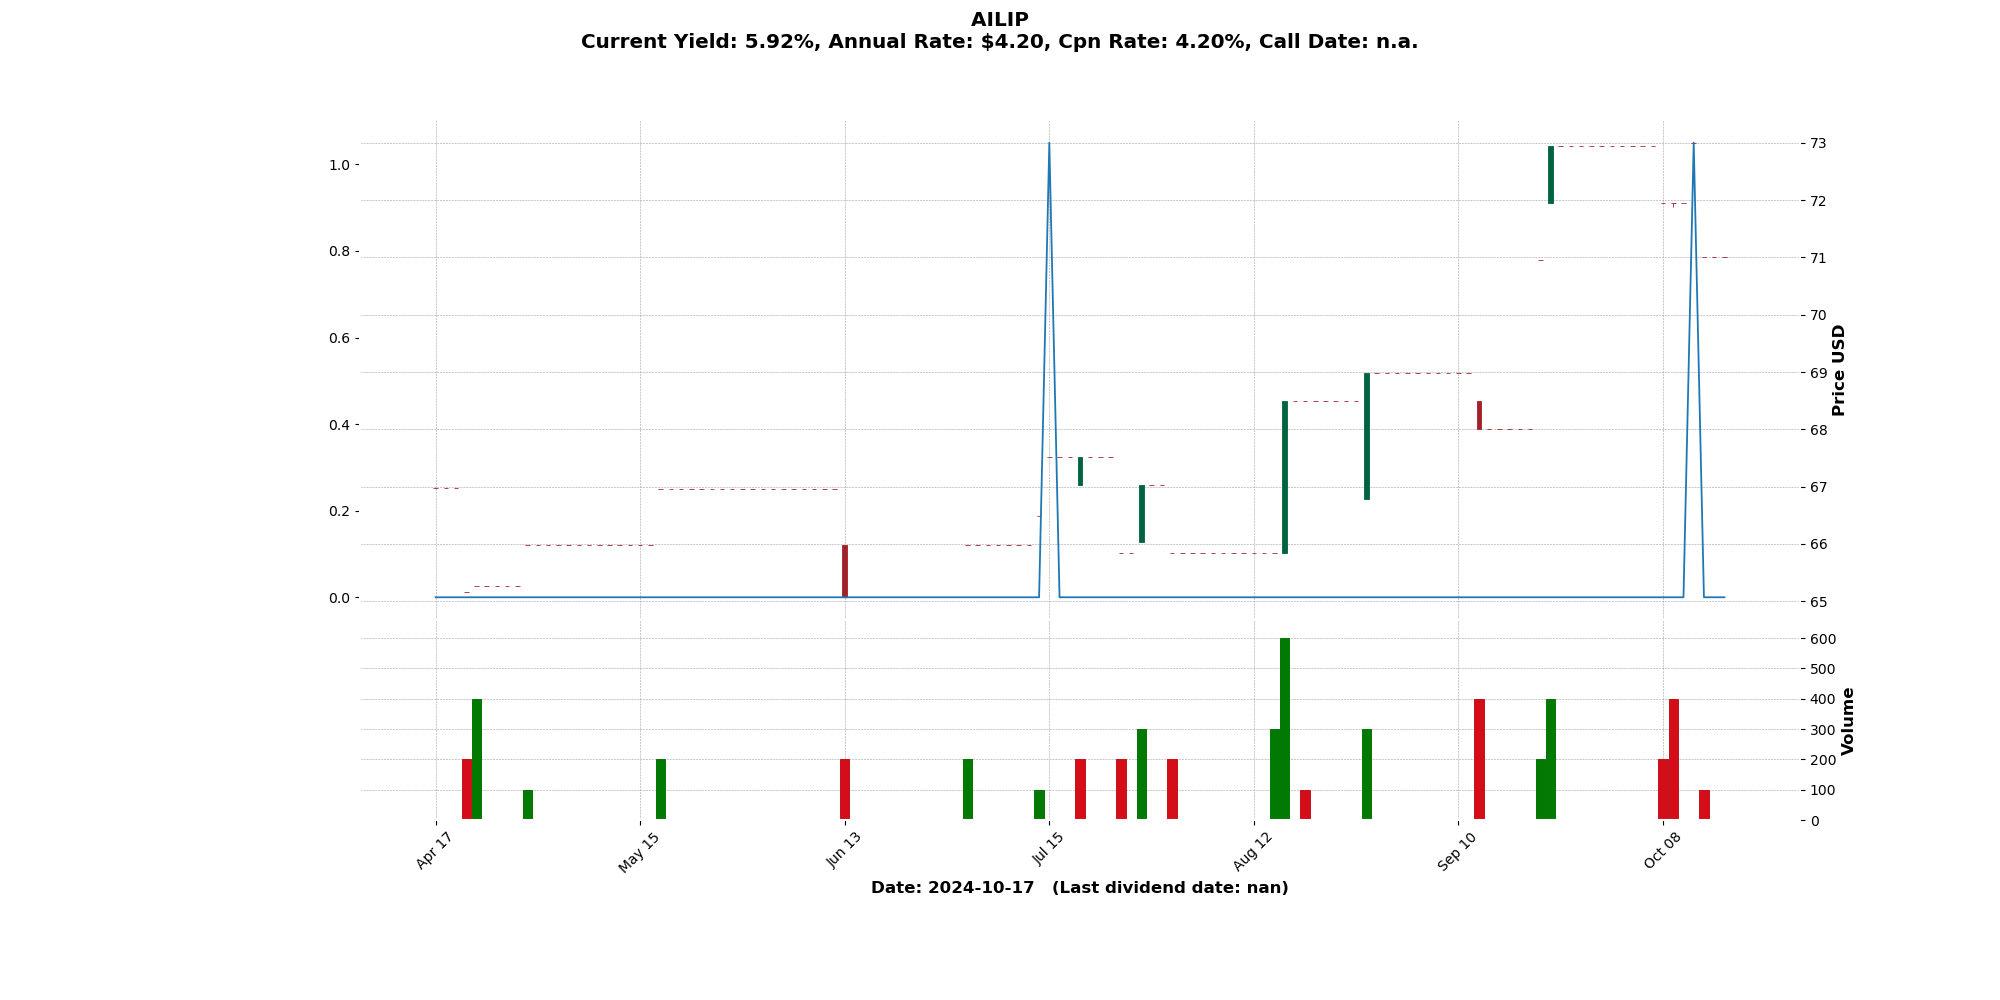 AILIP
Current Yield: 5.92%, Annual Rate: $4.20, Cpn Rate: 4.20%, Call Date: n.a.
1.0
0.8
0.6
0.4
0.2
0.0
73
72
71
70
69
68
67
66
65
Price USD
600
500
400
300
200
100
0
Volume
Apr 17
May 15
Jun 13
Jul 15
Aug 12
Sep 10
Oct 08
Date: 2024-10-17 (Last dividend date: nan)